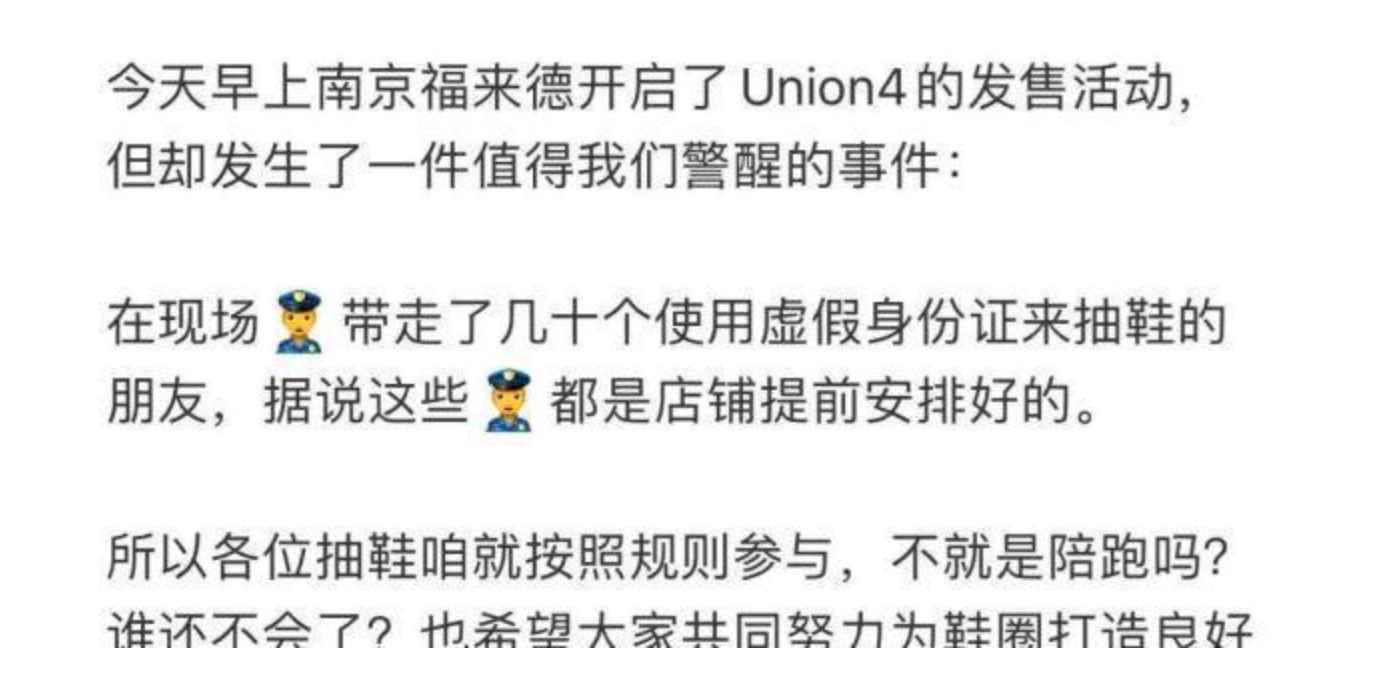 今天早上南京福来德开启了Union4的发售活动，
但却发生了一件值得我们警醒的事件：
在现场👮带走了几十个使用虚假身份证来抽鞋的
朋友，据说这些👮都是店铺提前安排好的。
所以各位抽鞋咱就按照规则参与，不就是陪跑吗？
谁还不会了？也希望大家共同努力为鞋圈打造良好